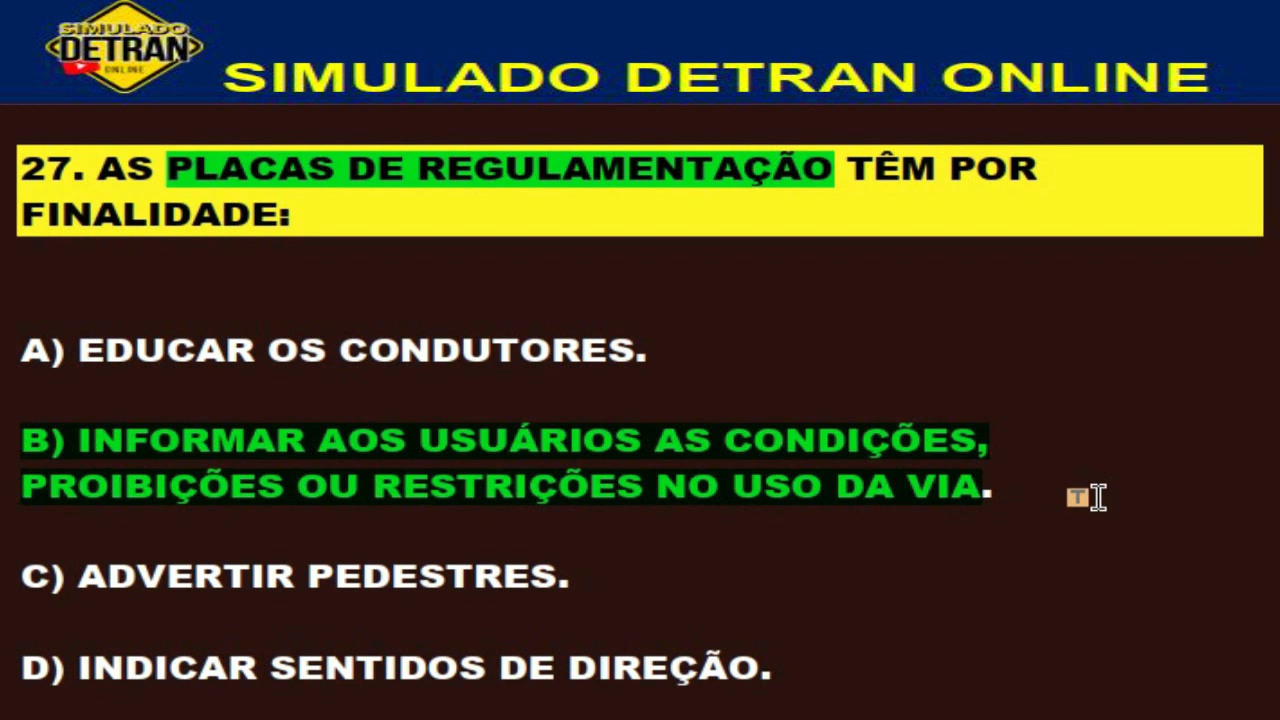 SIMULADO
DETRAN
ONLINE
SIMULADO DETRAN ONLINE
27. AS PLACAS DE REGULAMENTAÇÃO TÊM POR
FINALIDADE:
A) EDUCAR OS CONDUTORES.
B) INFORMAR AOS USUÁRIOS AS CONDIÇÕES,
PROIBIÇÕES OU RESTRIÇÕES NO USO DA VIA.
T
C) ADVERTIR PEDESTRES.
D) INDICAR SENTIDOS DE DIREÇÃO.